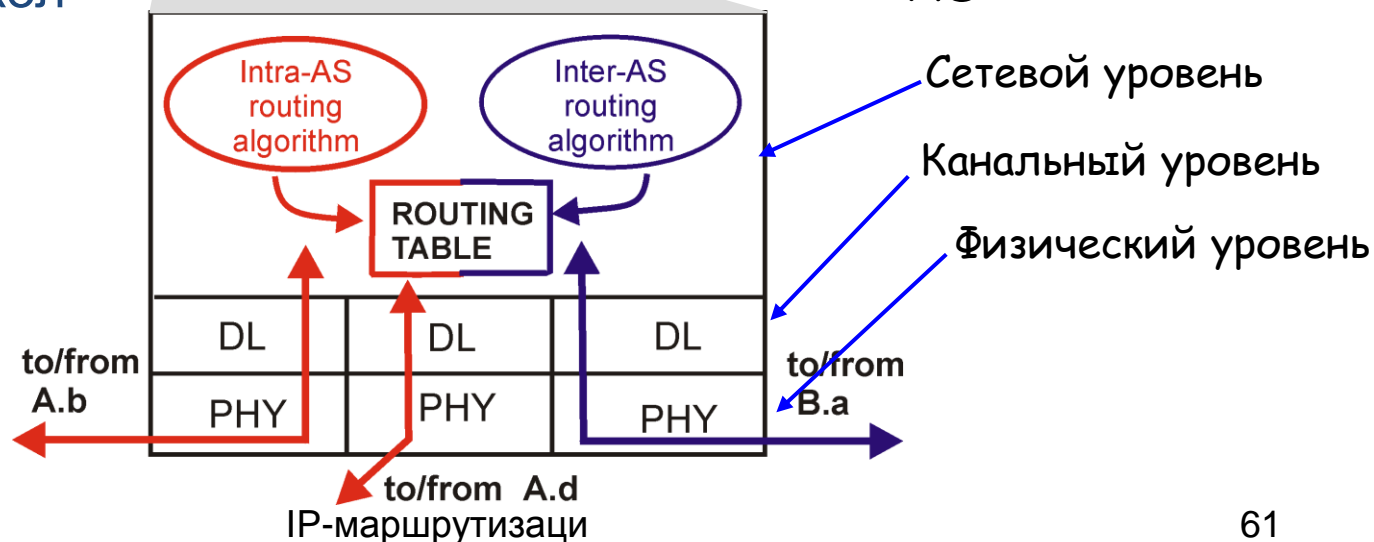 Intra-AS
routing
algorithm
Inter-AS
routing
algorithm
Сетевой уровень
Канальный уровень
Физический уровень
ROUTING
TABLE
DL
DL
DL
to/from
A.b
to/from
B.a
PHY
PHY
PHY
to/from A.d
IP-маршрутизаци
61